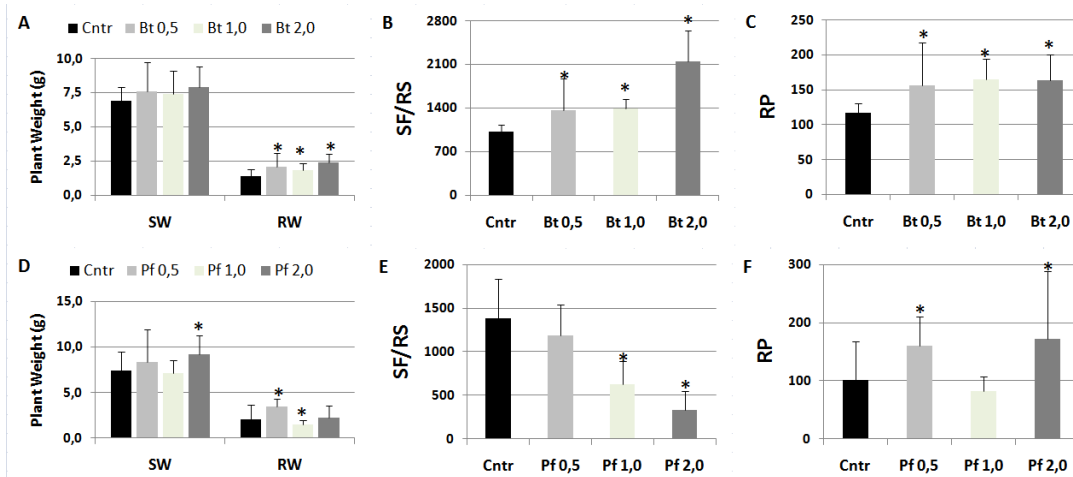 A
Cntr Bt 0,5 Bt 1,0 Bt 2,0
Plant Weight (g)
10,0
7,5
5,0
2,5
0,0
* * *
SW RW
B
SF/RS
2800
2100
1400
700
0
* * *
Cntr Bt 0,5 Bt 1,0 Bt 2,0
C
RP
250
200
150
100
50
0
* * *
Cntr Bt 0,5 Bt 1,0 Bt 2,0
D
Cntr Pf 0,5 Pf 1,0 Pf 2,0
Plant Weight (g)
15,0
10,0
5,0
0,0
* * *
SW RW
E
SF/RS
2000
1500
1000
500
0
* *
Cntr Pf 0,5 Pf 1,0 Pf 2,0
F
RP
300
200
100
0
* *
Cntr Pf 0,5 Pf 1,0 Pf 2,0